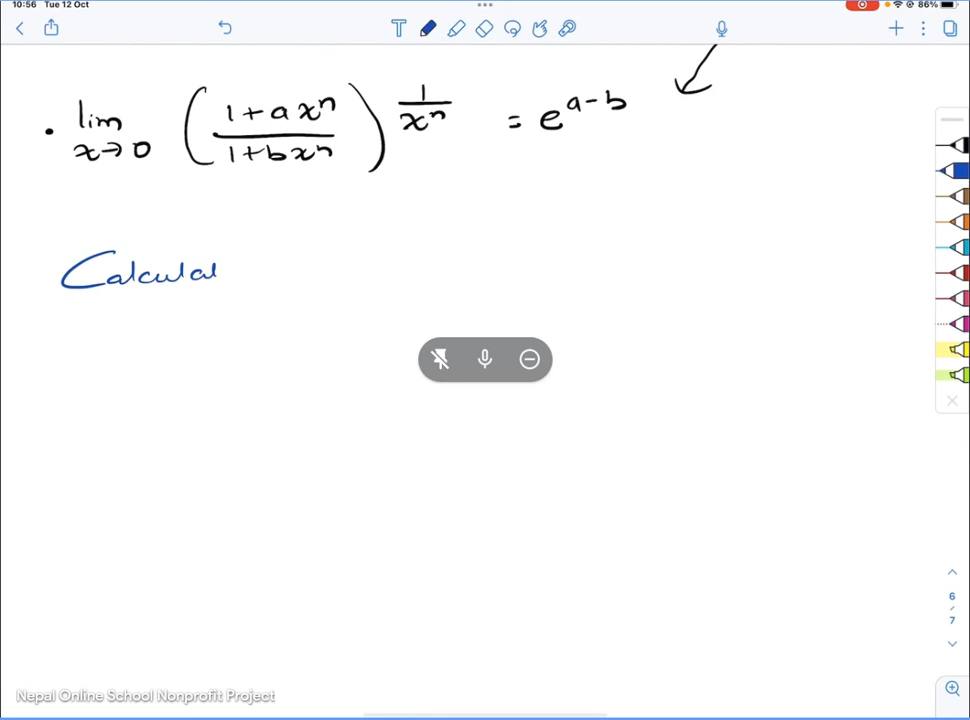 10:56 Tue 12 Oct
86%
T
• lim x→0 ( (1+axⁿ) / (1+bxⁿ) )^(1/xⁿ) = e^(a-b)
Calculat
6
/
7
Nepal Online School Nonprofit Project